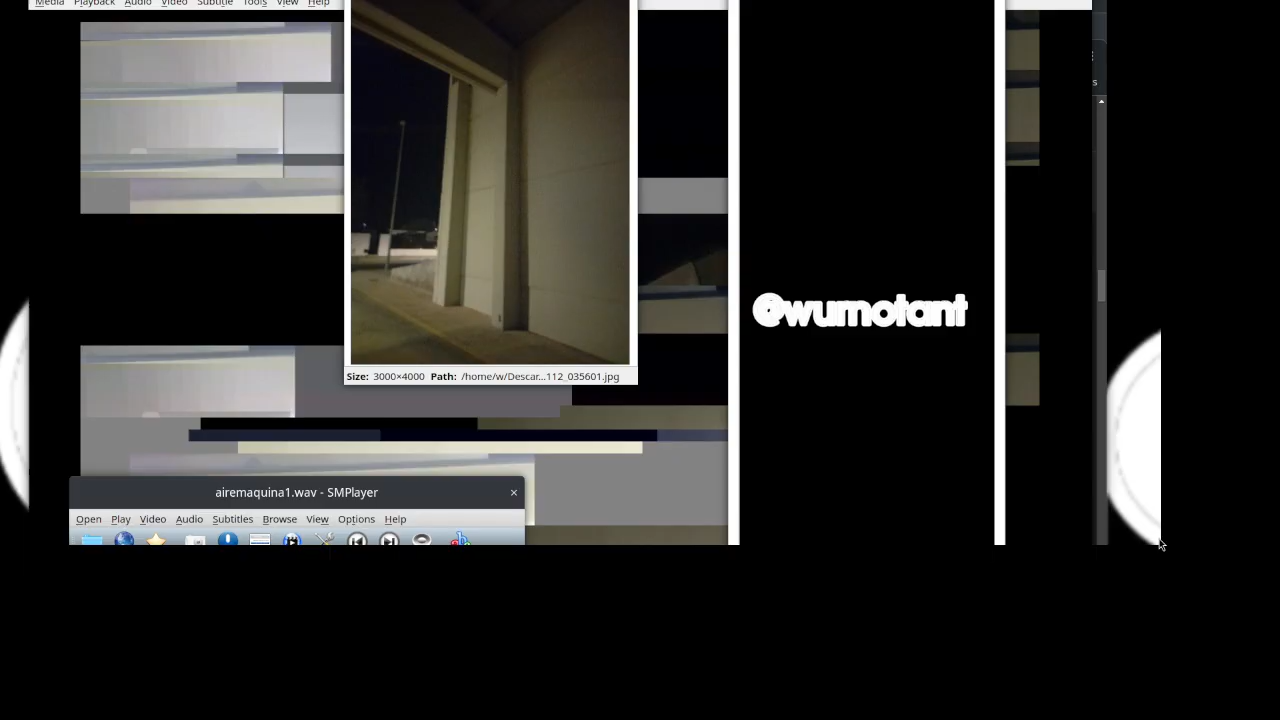 Media Playback Audio Video Subtitle Tools View Help
s
@wurnotant
Size: 3000×4000 Path: /home/w/Descar...112_035601.jpg
airemaquina1.wav - SMPlayer
Open Play Video Audio Subtitles Browse View Options Help